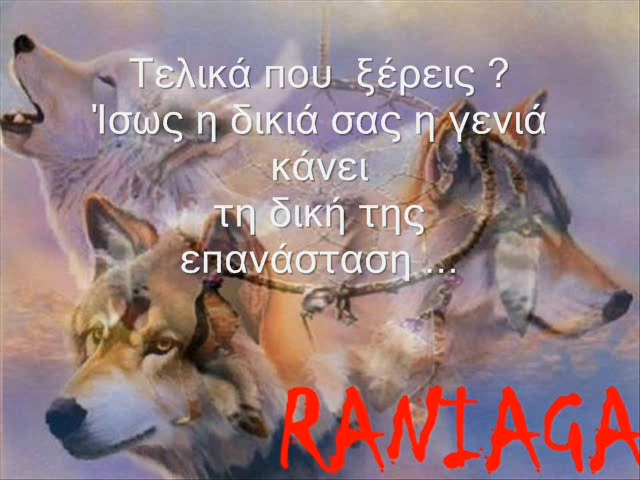 Τελικά που  ξέρεις ?
Ίσως η δικιά σας η γενιά
κάνει
τη δική της
επανάσταση ...
RANIAGA